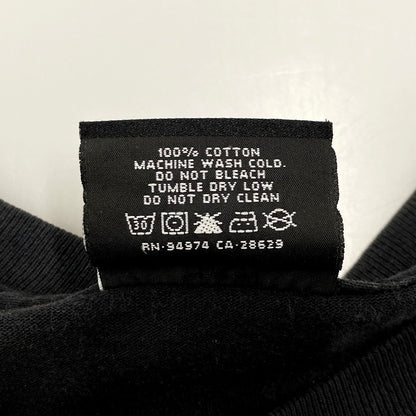 100% COTTON
MACHINE WASH COLD.
DO NOT BLEACH
TUMBLE DRY LOW
DO NOT DRY CLEAN
30
RN·94974 CA·28629